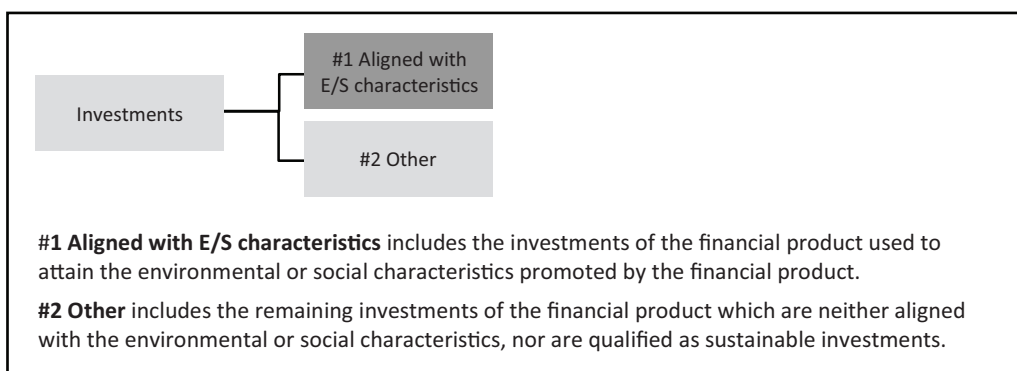 #1 Aligned with
E/S characteristics
Investments
#2 Other
#1 Aligned with E/S characteristics includes the investments of the financial product used to
attain the environmental or social characteristics promoted by the financial product.
#2 Other includes the remaining investments of the financial product which are neither aligned
with the environmental or social characteristics, nor are qualified as sustainable investments.